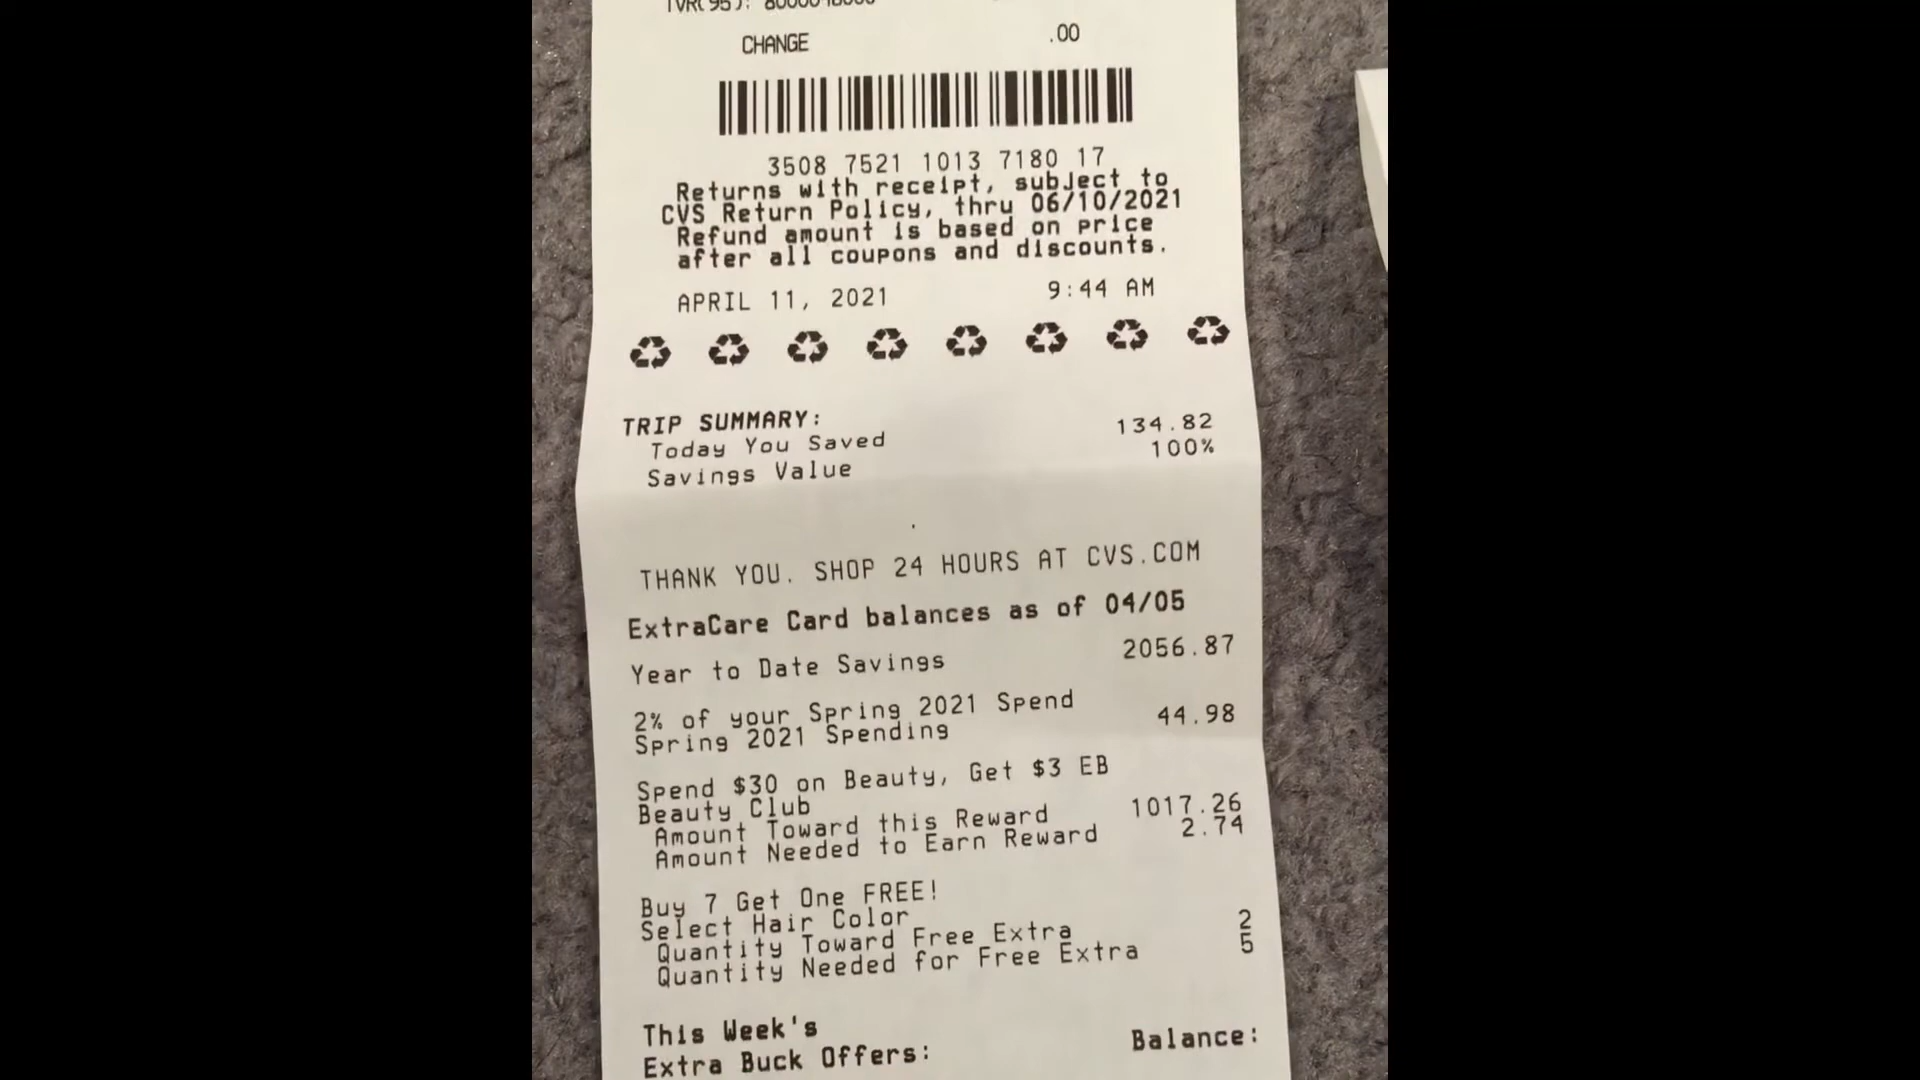 TVR(95): 8000048000
CHANGE .00
3508 7521 1013 7180 17
Returns with receipt, subject to
CVS Return Policy, thru 06/10/2021
Refund amount is based on price
after all coupons and discounts.
APRIL 11, 2021 9:44 AM
TRIP SUMMARY:
Today You Saved 134.82
Savings Value 100%
THANK YOU. SHOP 24 HOURS AT CVS.COM
ExtraCare Card balances as of 04/05
Year to Date Savings 2056.87
2% of your Spring 2021 Spend
Spring 2021 Spending 44.98
Spend $30 on Beauty, Get $3 EB
Beauty Club
Amount Toward this Reward 1017.26
Amount Needed to Earn Reward 2.74
Buy 7 Get One FREE!
Select Hair Color
Quantity Toward Free Extra 2
Quantity Needed for Free Extra 5
This Week's
Extra Buck Offers: Balance: